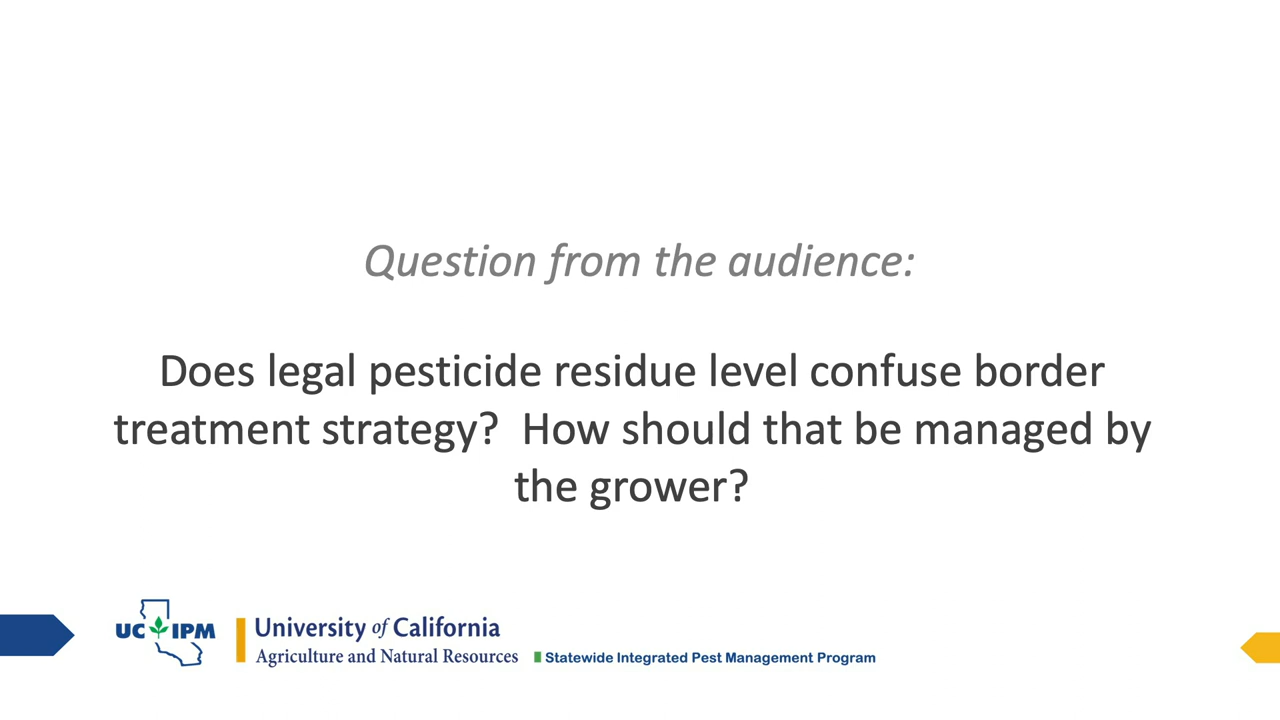 Question from the audience:
Does legal pesticide residue level confuse border
treatment strategy?  How should that be managed by
the grower?
UC IPM
University of California
Agriculture and Natural Resources
Statewide Integrated Pest Management Program